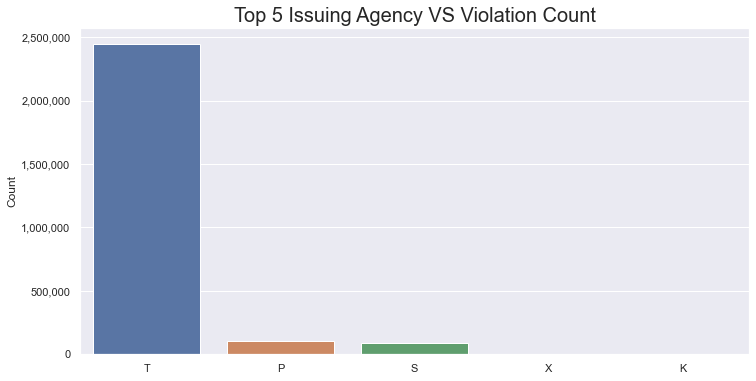 Top 5 Issuing Agency VS Violation Count
2,500,000
2,000,000
1,500,000
1,000,000
500,000
0
Count
T P S X K